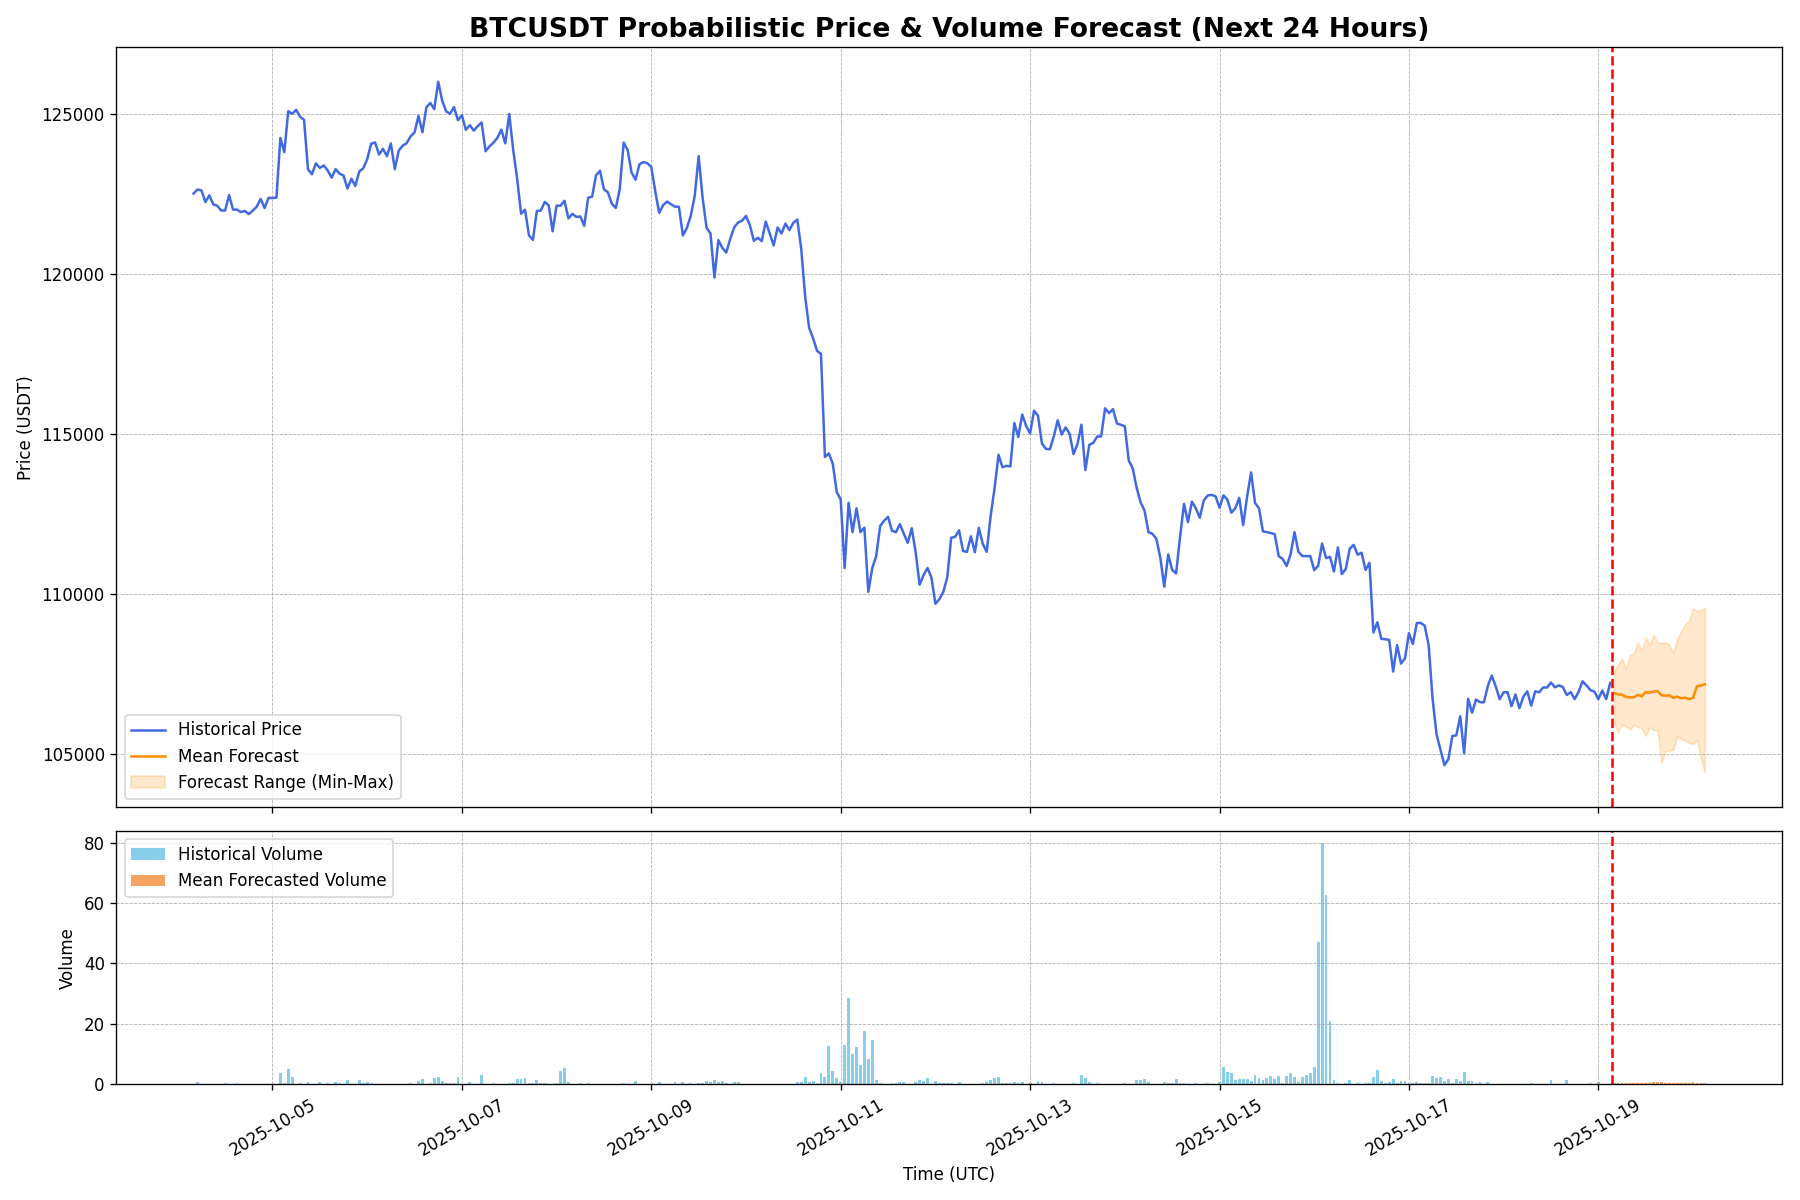 BTCUSDT Probabilistic Price & Volume Forecast (Next 24 Hours)
125000
120000
115000
110000
105000
Price (USDT)
Historical Price
Mean Forecast
Forecast Range (Min-Max)
80
60
40
20
0
Volume
Historical Volume
Mean Forecasted Volume
2025-10-05
2025-10-07
2025-10-09
2025-10-11
2025-10-13
2025-10-15
2025-10-17
2025-10-19
Time (UTC)